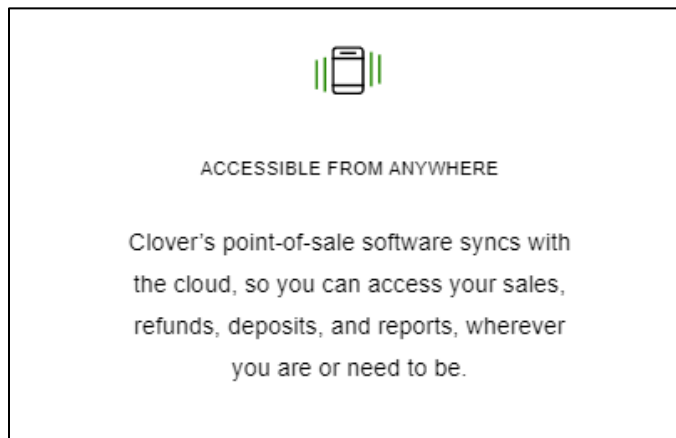 ACCESSIBLE FROM ANYWHERE
Clover's point-of-sale software syncs with
the cloud, so you can access your sales,
refunds, deposits, and reports, wherever
you are or need to be.